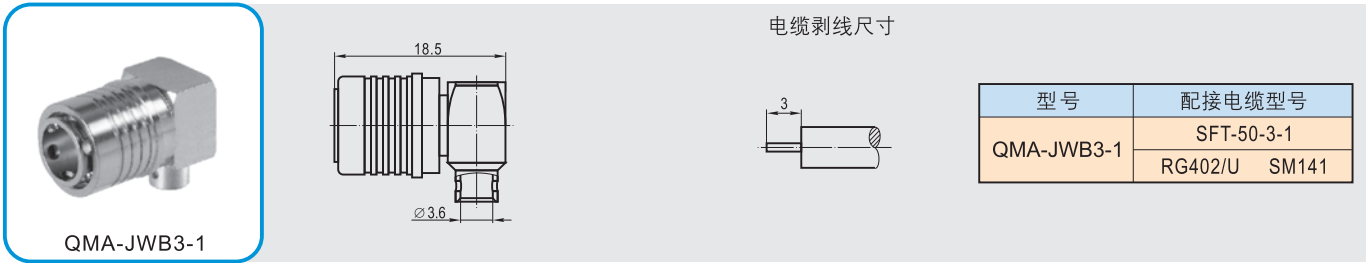 QMA-JWB3-1
18.5
∅3.6
电缆剥线尺寸
3
型号 配接电缆型号
QMA-JWB3-1
SFT-50-3-1
RG402/U SM141